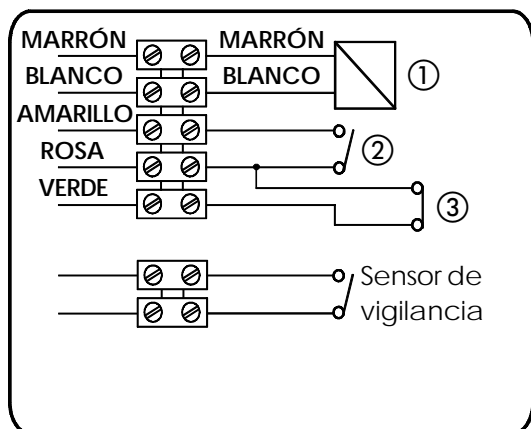 MARRÓN MARRÓN
BLANCO BLANCO
①
AMARILLO
②
ROSA
VERDE
③
Sensor de
vigilancia